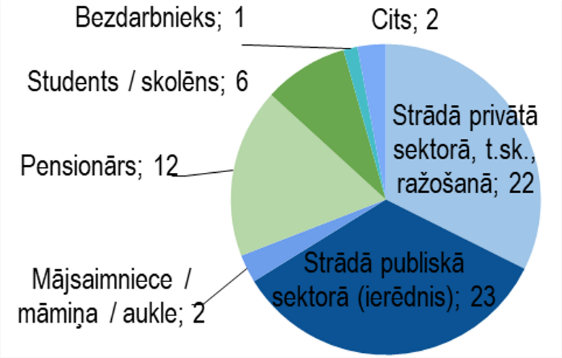 Bezdarbnieks; 1
Cits; 2
Students / skolēns; 6
Strādā privātā
sektorā, t.sk.,
ražošanā; 22
Pensionārs; 12
Strādā publiskā
sektorā (ierēdnis); 23
Mājsaimniece /
māmiņa / aukle; 2